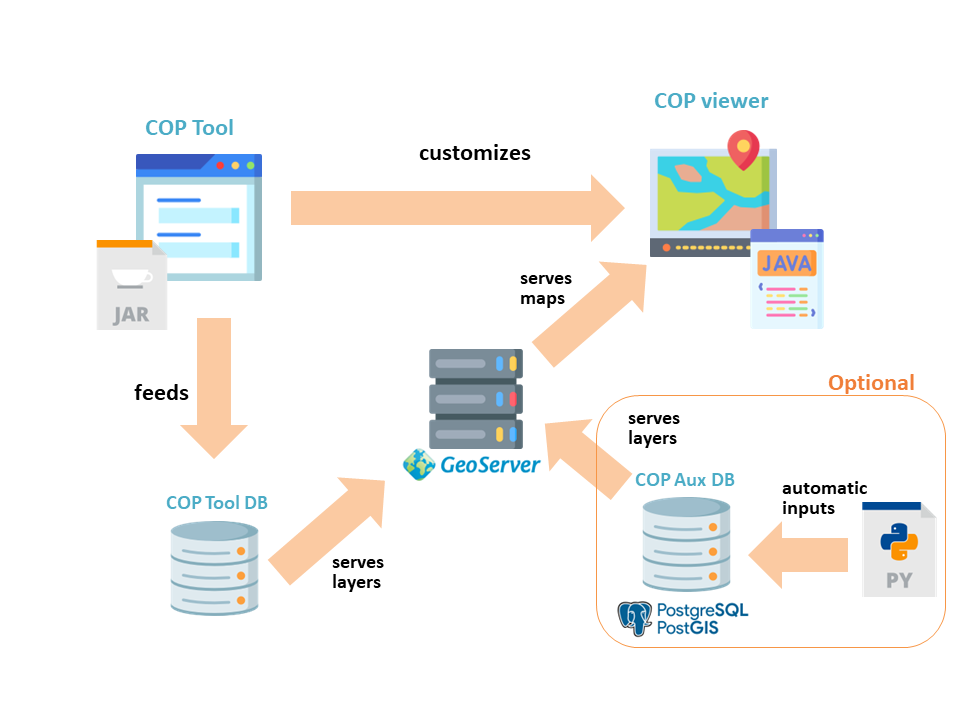 COP viewer
COP Tool
customizes
JAVA
serves
maps
JAR
feeds
Optional
serves
layers
GeoServer
COP Aux DB
automatic
inputs
COP Tool DB
serves
layers
PY
PostgreSQL
PostGIS